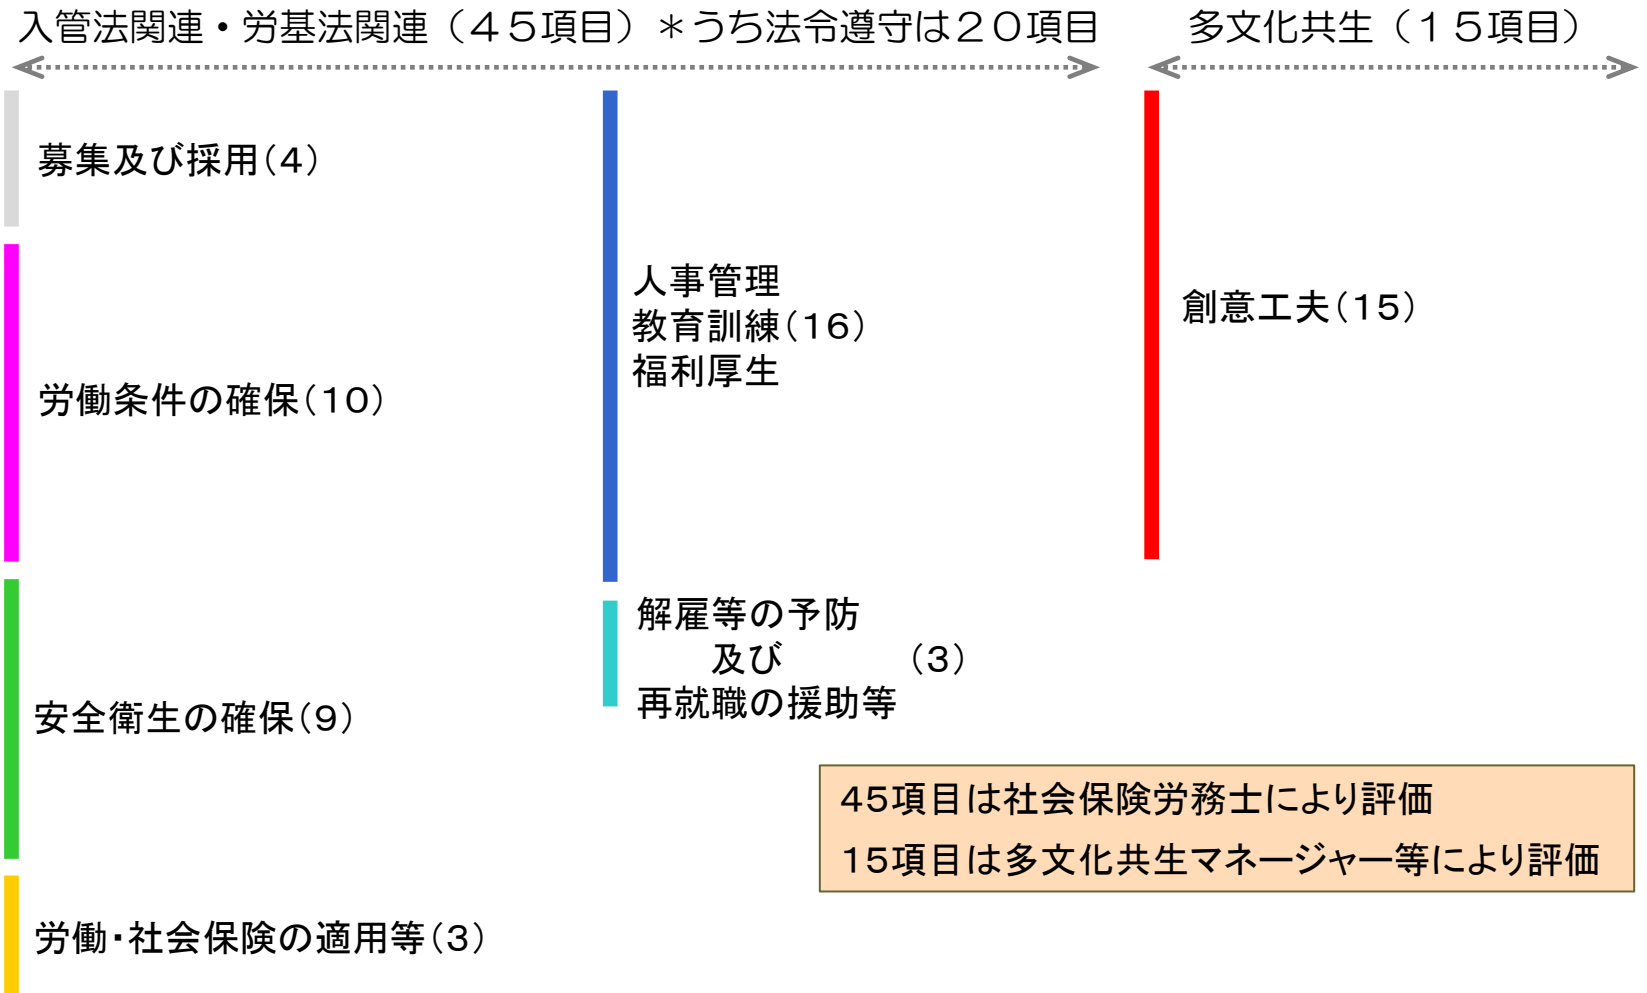 入管法関連・労基法関連（４５項目）＊うち法令遵守は２０項目
多文化共生（１５項目）
募集及び採用（４）
労働条件の確保（１０）
安全衛生の確保（９）
労働・社会保険の適用等（３）
人事管理
教育訓練（１６）
福利厚生
解雇等の予防
及び　　　（３）
再就職の援助等
創意工夫（１５）
４５項目は社会保険労務士により評価
１５項目は多文化共生マネージャー等により評価